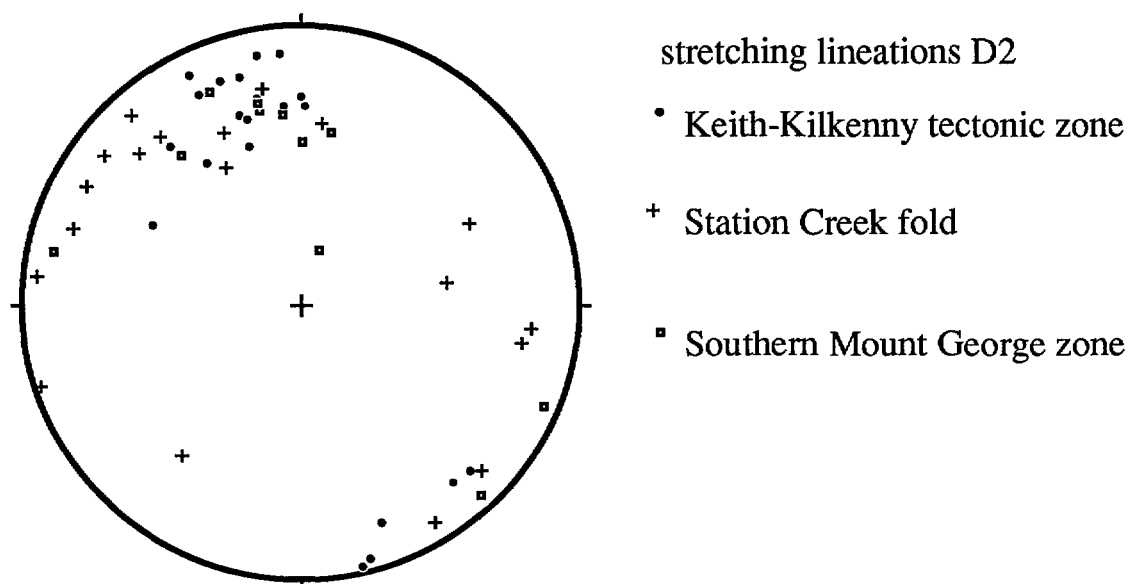 stretching lineations D2
Keith-Kilkenny tectonic zone
Station Creek fold
Southern Mount George zone